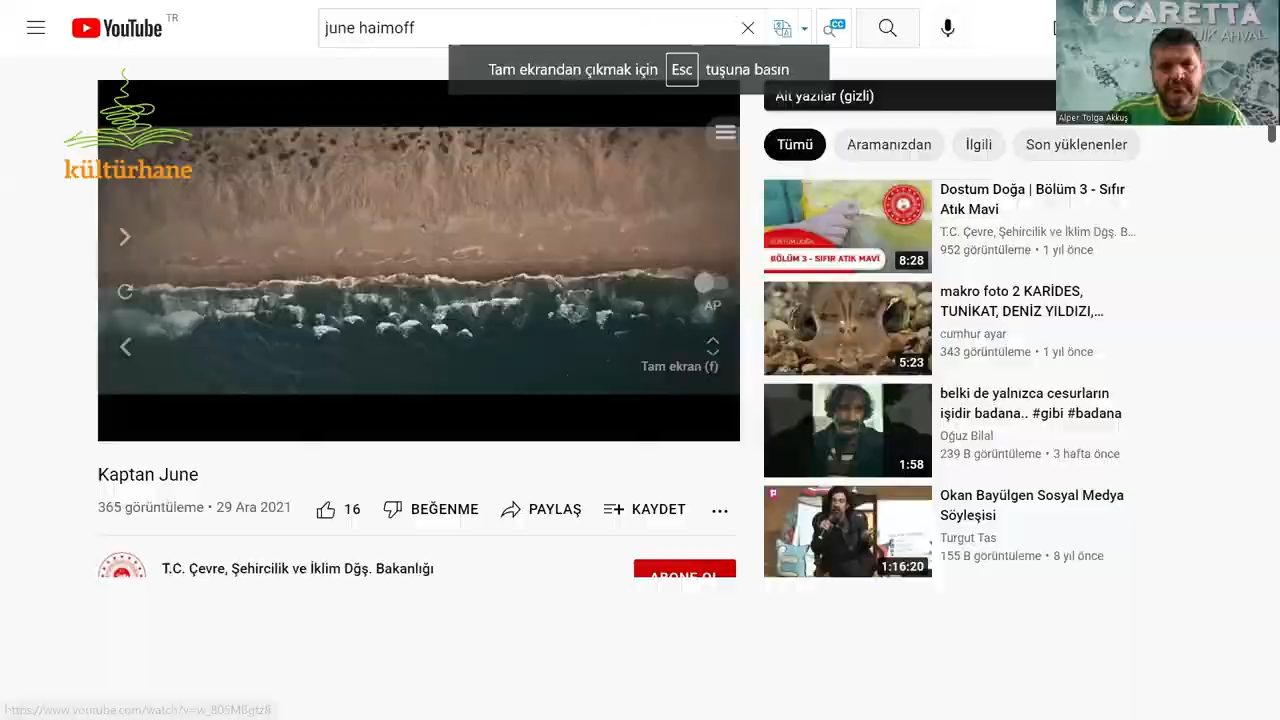 YouTube TR
june haimoff
CC
CARETTA
Tam ekrandan çıkmak için Esc tuşuna basın
Alper Tolga Akkuş
Alt yazılar (gizli)
kültürhane
Tümü
Aramanızdan
İlgili
Son yüklenenler
AP
Tam ekran (f)
Dostum Doğa | Bölüm 3 - Sıfır
Atık Mavi
T.C. Çevre, Şehircilik ve İklim Dğş. B...
952 görüntüleme • 1 yıl önce
BÖLÜM 3 - SIFIR ATIK MAVİ
8:28
makro foto 2 KARİDES,
TUNİKAT, DENİZ YILDIZI,...
cumhur ayar
343 görüntüleme • 1 yıl önce
5:23
belki de yalnızca cesurların
işidir badana.. #gibi #badana
Oğuz Bilal
239 B görüntüleme • 3 hafta önce
1:58
Okan Bayülgen Sosyal Medya
Söyleşisi
Turgut Tas
155 B görüntüleme • 8 yıl önce
1:16:20
Kaptan June
365 görüntüleme • 29 Ara 2021
16
BEĞENME
PAYLAŞ
KAYDET
T.C. Çevre, Şehircilik ve İklim Dğş. Bakanlığı
ABONE OL